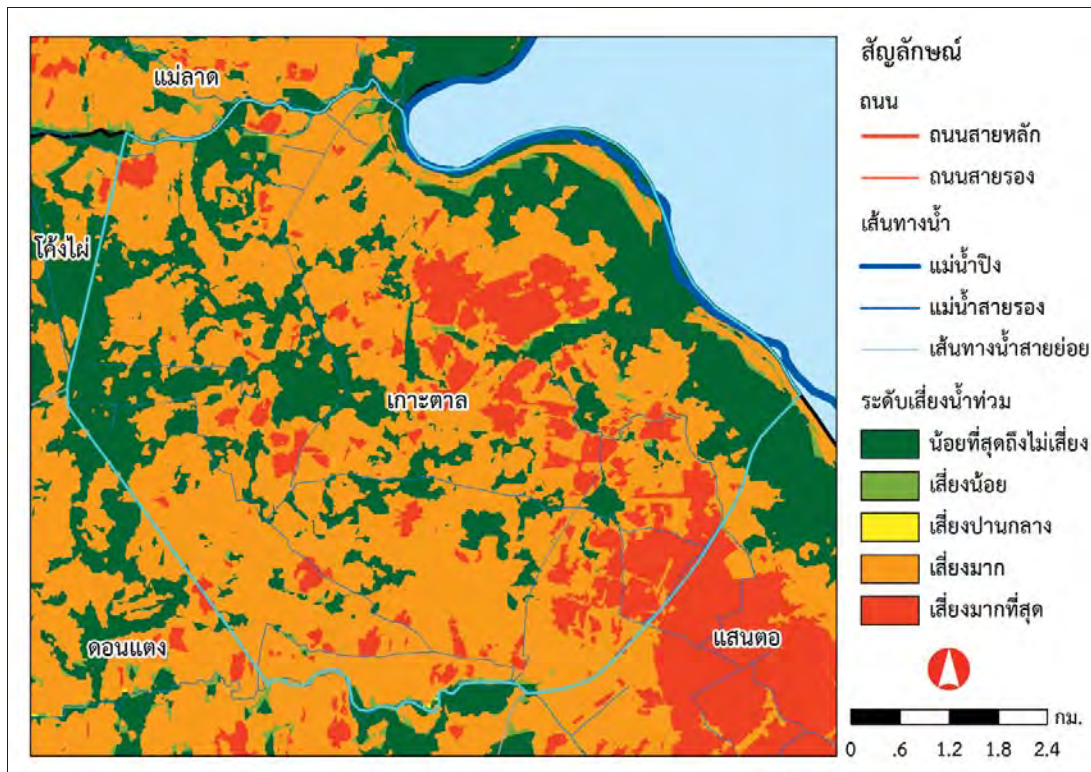 แม่ลาด
โค้งไผ่
เกาะตาล
ดอนแตง
แสนตอ
สัญลักษณ์
ถนน
ถนนสายหลัก
ถนนสายรอง
เส้นทางน้ำ
แม่น้ำปิง
แม่น้ำสายรอง
เส้นทางน้ำสายย่อย
ระดับเสี่ยงน้ำท่วม
น้อยที่สุดถึงไม่เสี่ยง
เสี่ยงน้อย
เสี่ยงปานกลาง
เสี่ยงมาก
เสี่ยงมากที่สุด
กม.
0 .6 1.2 1.8 2.4